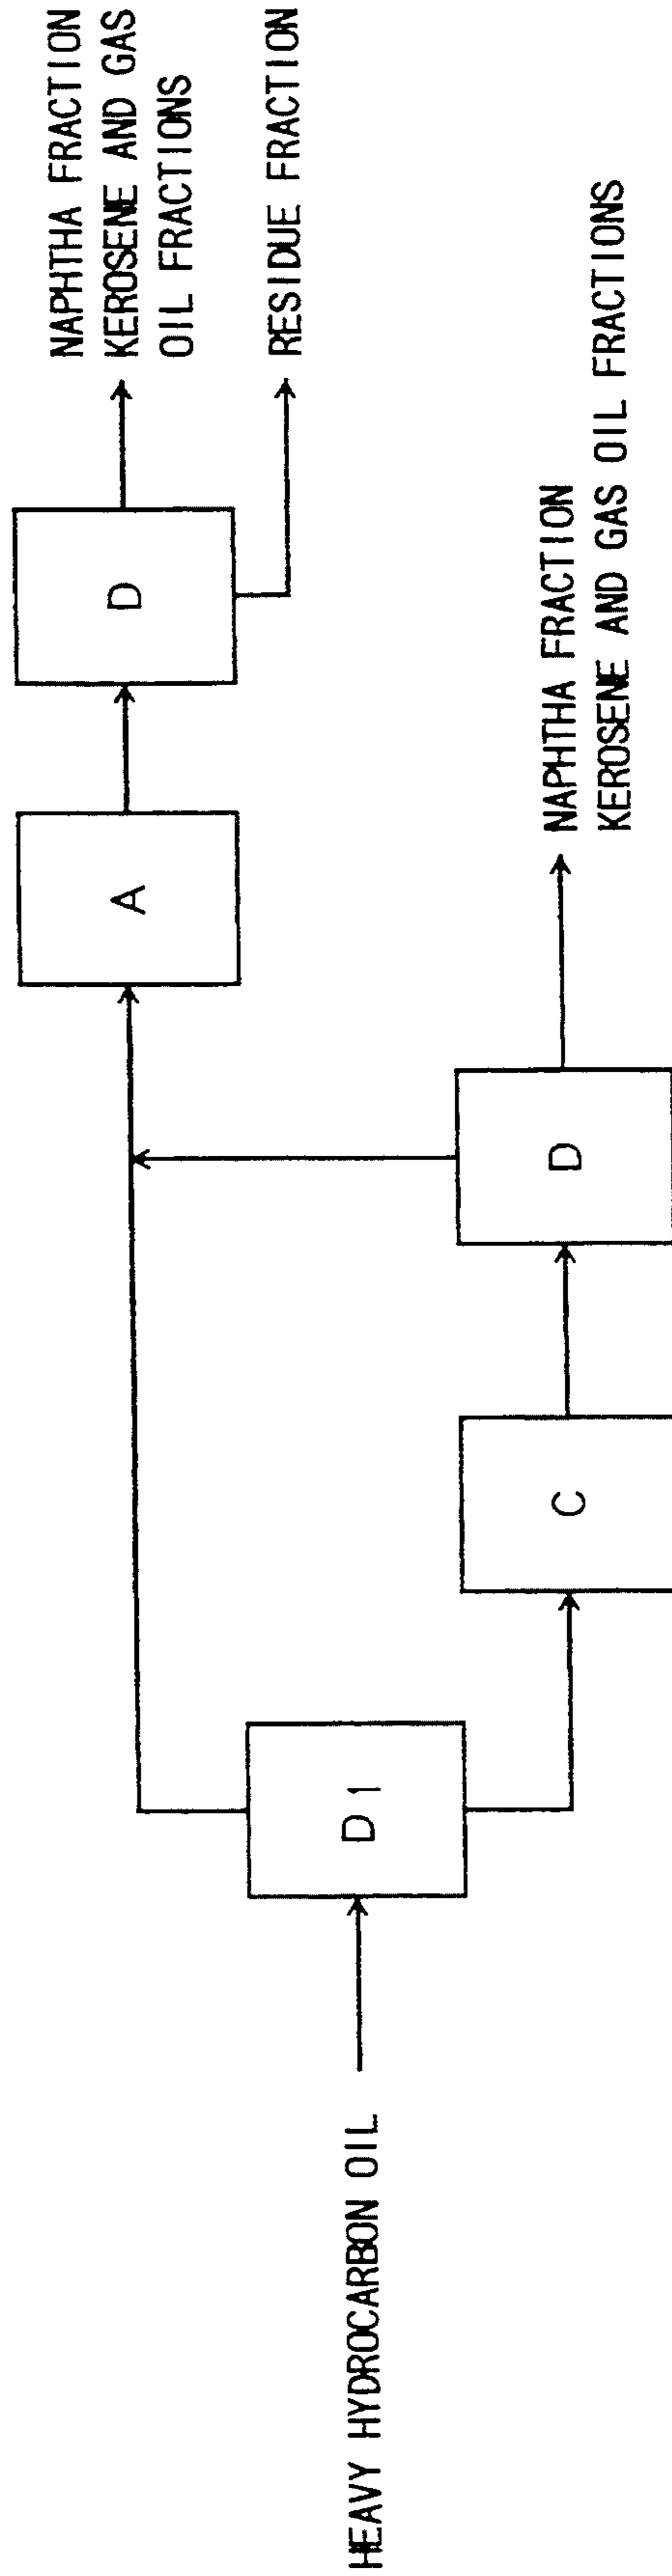 HEAVY HYDROCARBON OIL
D1
C
D
NAPHTHA FRACTION
KEROSENE AND GAS OIL FRACTIONS
A
D
NAPHTHA FRACTION
KEROSENE AND GAS
OIL FRACTIONS
RESIDUE FRACTION